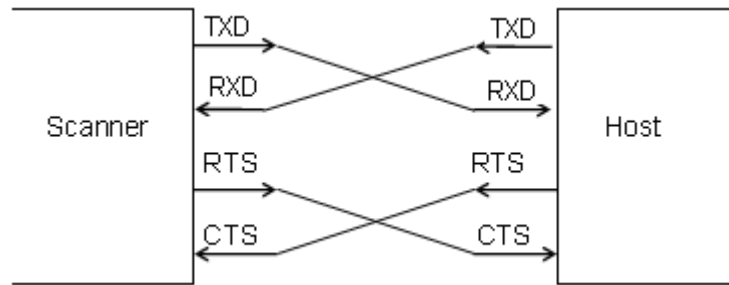 TXD TXD
RXD RXD
Scanner Host
RTS RTS
CTS CTS